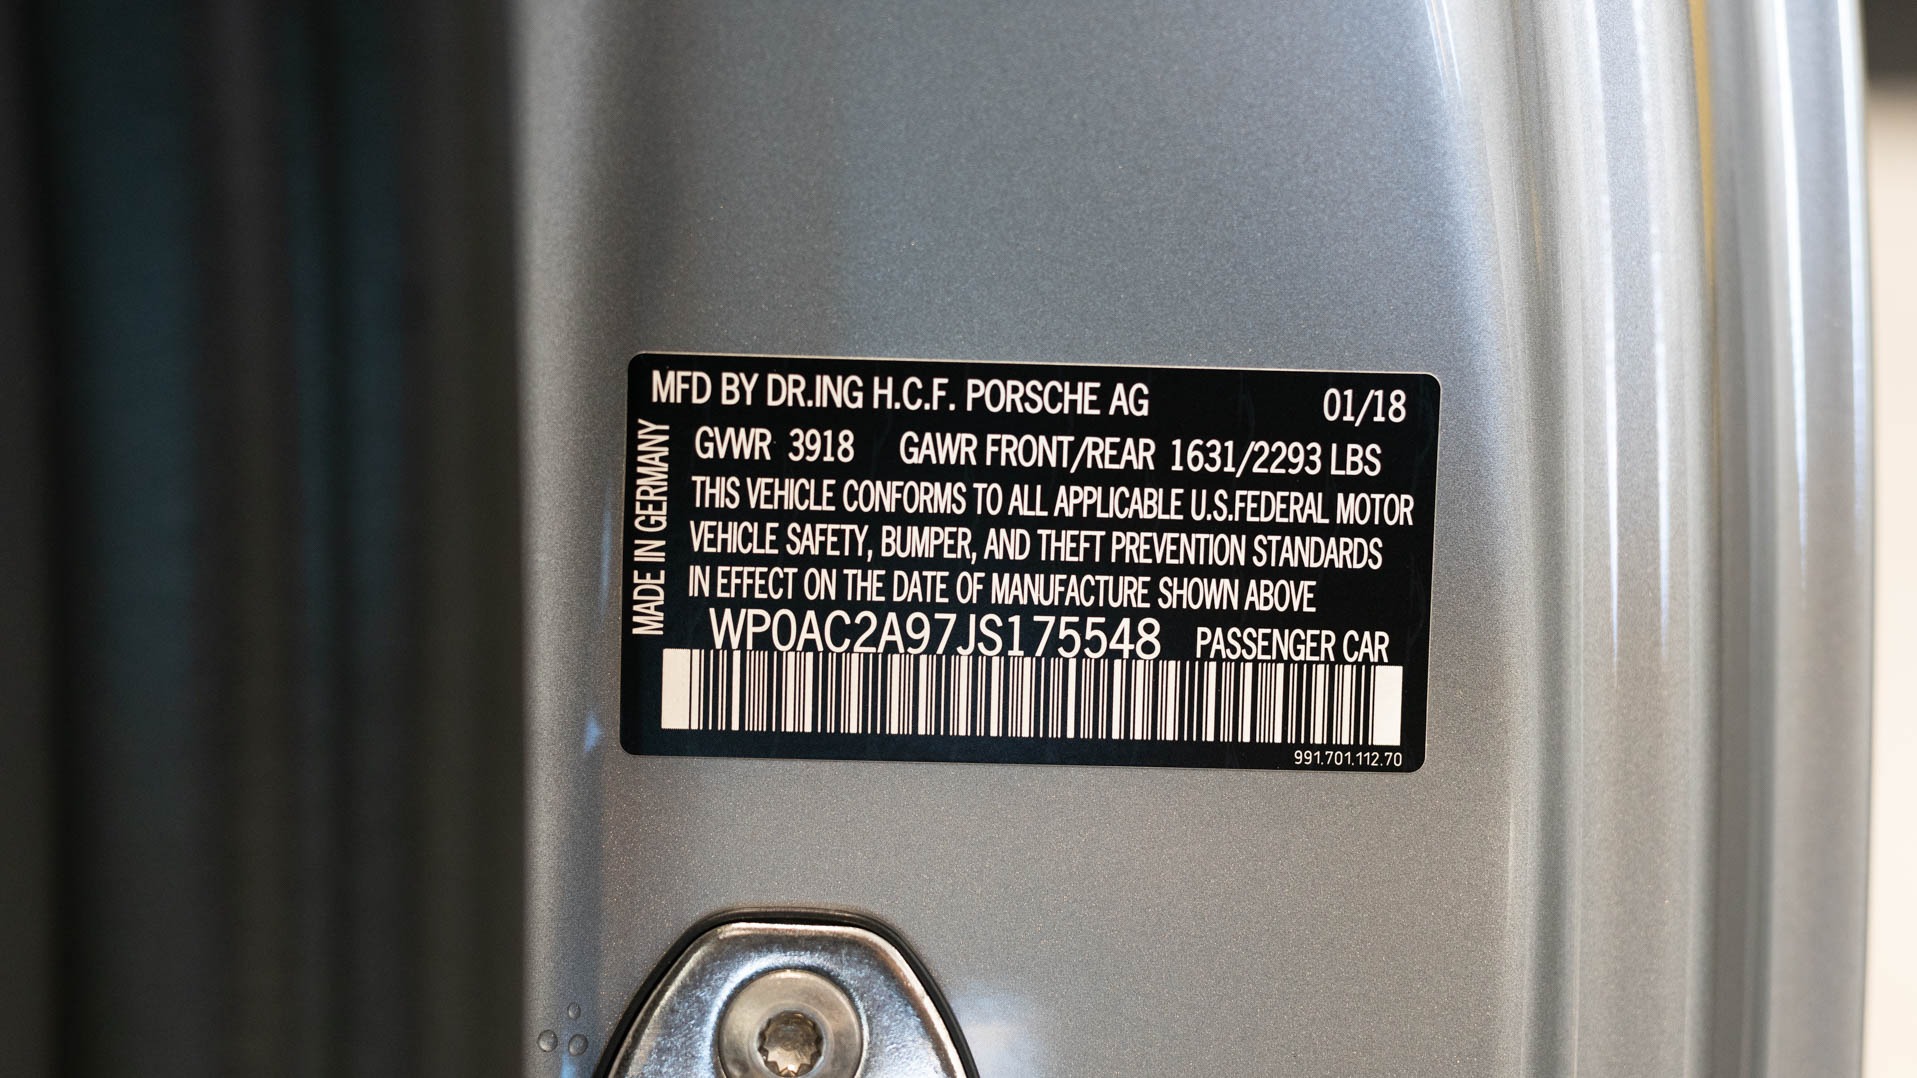 MFD BY DR.ING H.C.F. PORSCHE AG 01/18
GVWR 3918 GAWR FRONT/REAR 1631/2293 LBS
THIS VEHICLE CONFORMS TO ALL APPLICABLE U.S.FEDERAL MOTOR
VEHICLE SAFETY, BUMPER, AND THEFT PREVENTION STANDARDS
IN EFFECT ON THE DATE OF MANUFACTURE SHOWN ABOVE
WP0AC2A97JS175548 PASSENGER CAR
991.701.112.70
MADE IN GERMANY